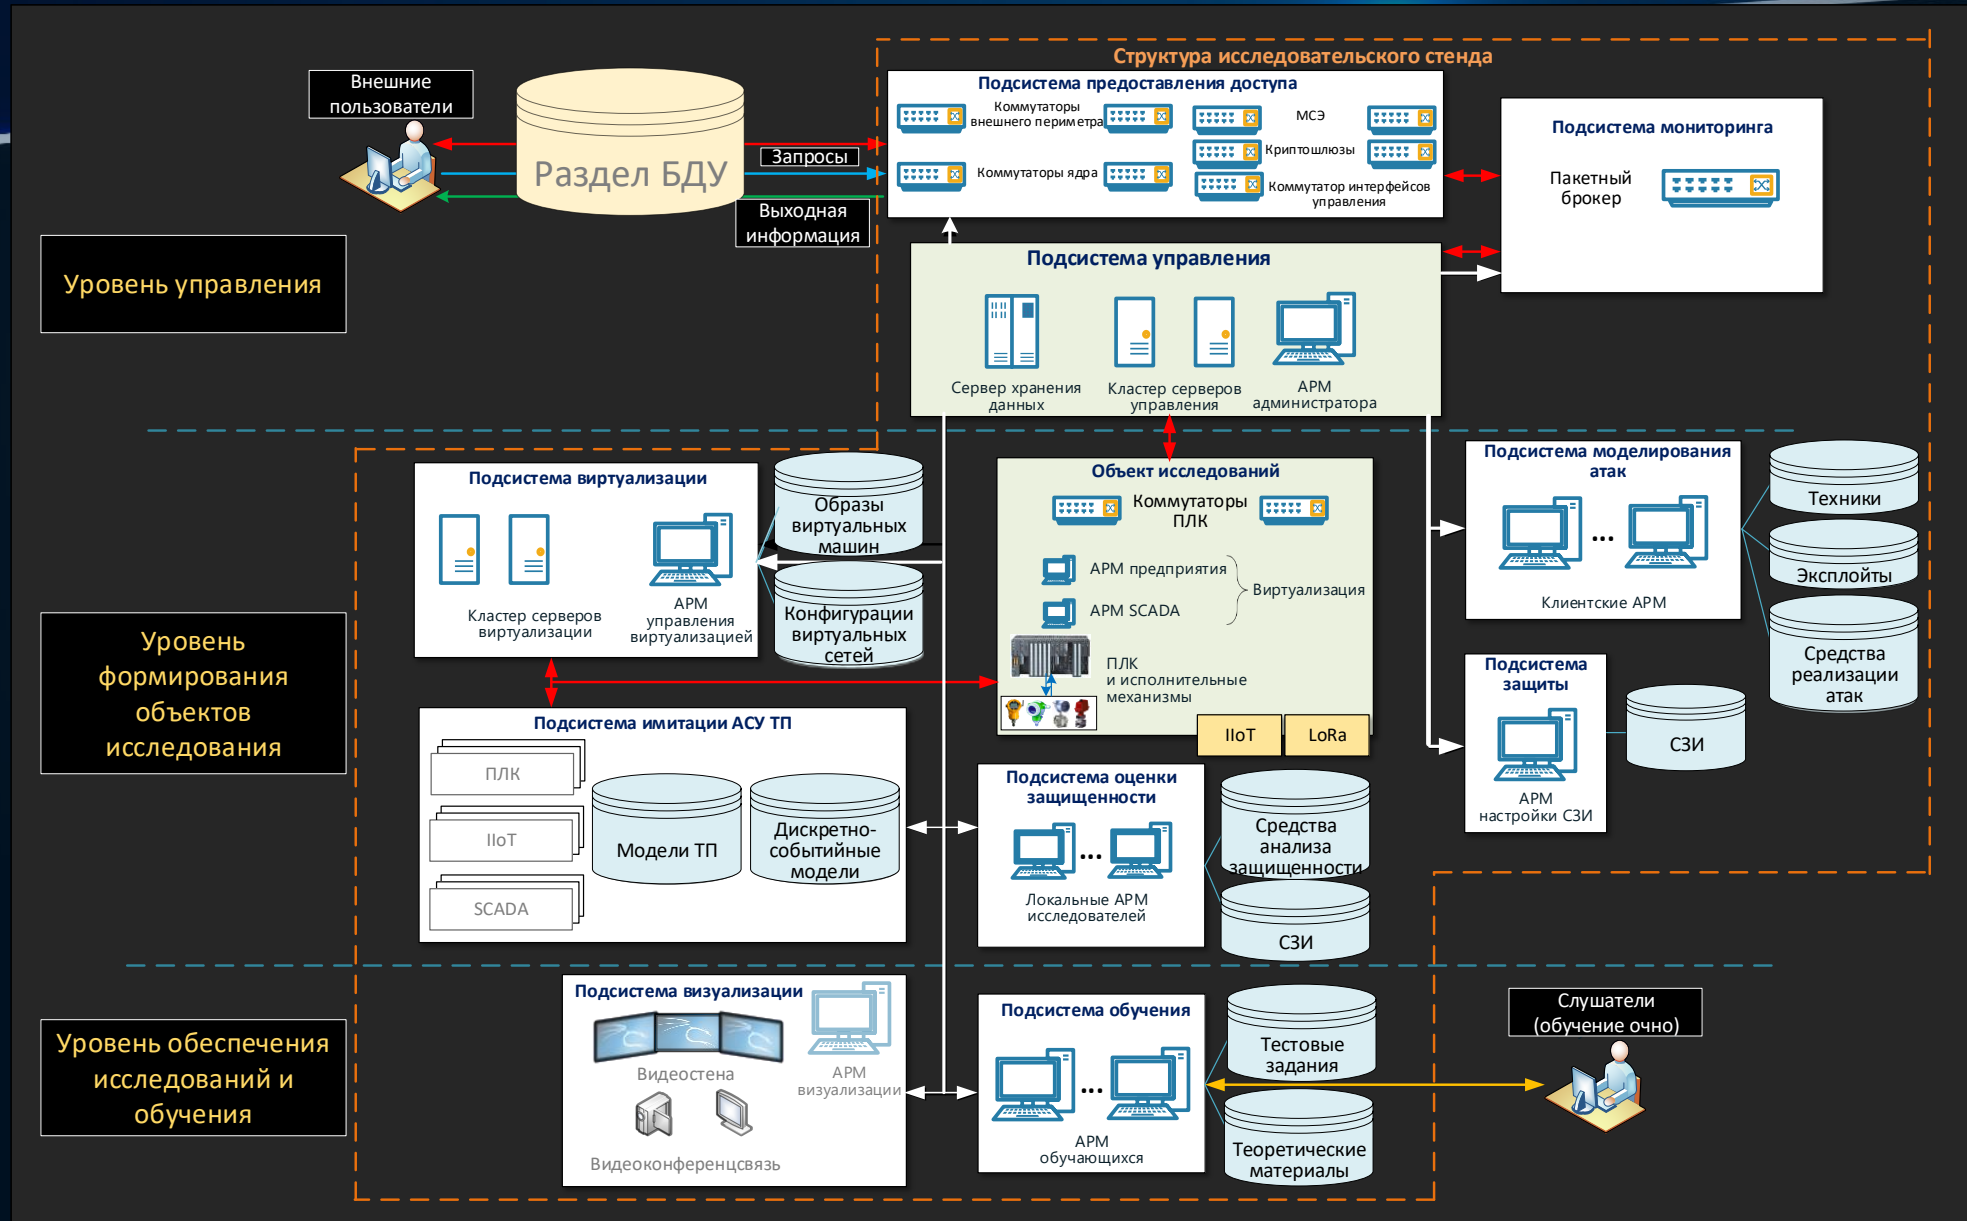 Структура исследовательского стенда
Внешние
пользователи
Раздел БДУ
Запросы
Выходная
информация
Подсистема предоставления доступа
Коммутаторы
внешнего периметра
МСЭ
Криптошлюзы
Коммутаторы ядра
Коммутатор интерфейсов
управления
Подсистема мониторинга
Пакетный
брокер
Уровень управления
Подсистема управления
Сервер хранения
данных
Кластер серверов
управления
АРМ
администратора
Уровень
формирования
объектов
исследования
Подсистема виртуализации
Кластер серверов
виртуализации
АРМ
управления
виртуализацией
Образы
виртуальных
машин
Конфигурации
виртуальных
сетей
Объект исследований
Коммутаторы
ПЛК
АРМ предприятия
АРМ SCADA
Виртуализация
ПЛК
и исполнительные
механизмы
IIoT
LoRa
Подсистема моделирования
атак
Клиентские АРМ
Техники
Эксплойты
Средства
реализации
атак
Подсистема
защиты
АРМ
настройки СЗИ
СЗИ
Подсистема имитации АСУ ТП
ПЛК
IIoT
SCADA
Модели ТП
Дискретно-
событийные
модели
Подсистема оценки
защищенности
Локальные АРМ
исследователей
Средства
анализа
защищенности
СЗИ
Уровень обеспечения
исследований и
обучения
Подсистема визуализации
Видеостена
АРМ
визуализации
Видеоконференцсвязь
Подсистема обучения
АРМ
обучающихся
Тестовые
задания
Теоретические
материалы
Слушатели
(обучение очно)